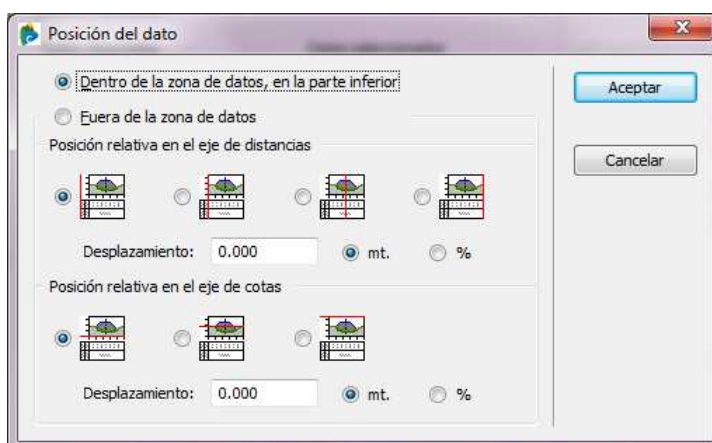 Posición del dato
Dentro de la zona de datos, en la parte inferior
Aceptar
Fuera de la zona de datos
Posición relativa en el eje de distancias
Cancelar
Desplazamiento: 0.000 mt. %
Posición relativa en el eje de cotas
Desplazamiento: 0.000 mt. %